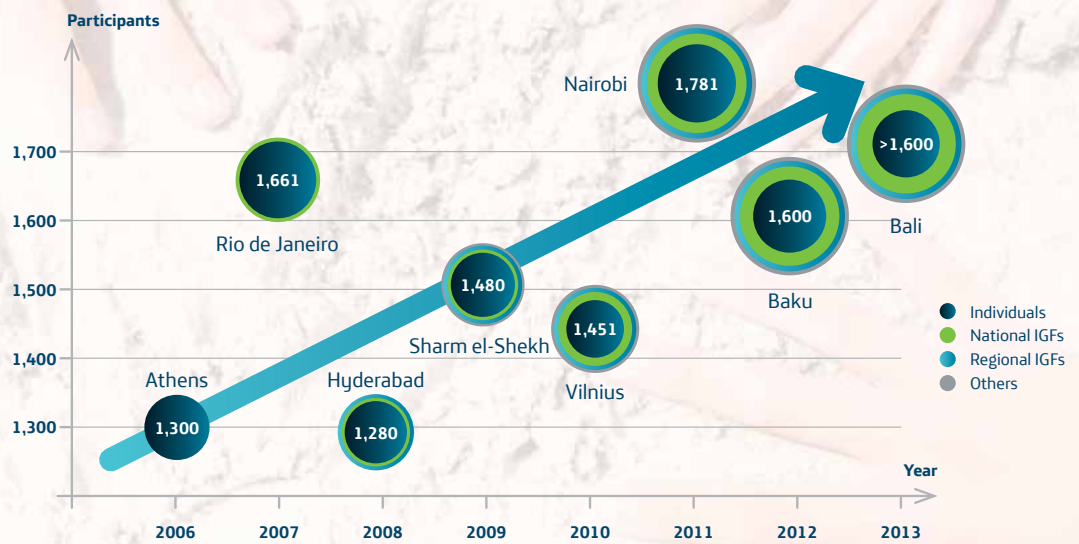 Participants
Nairobi
1,781
>1,600
1,700
1,661
1,600
1,600
Rio de Janeiro
Bali
1,500
1,480
Baku
Individuals
1,451
National IGFs
Sharm el-Shekh
1,400
Regional IGFs
Athens
Hyderabad
Others
Vilnius
1,300
1,300
1,280
Year
2006 2007 2008 2009 2010 2011 2012 2013